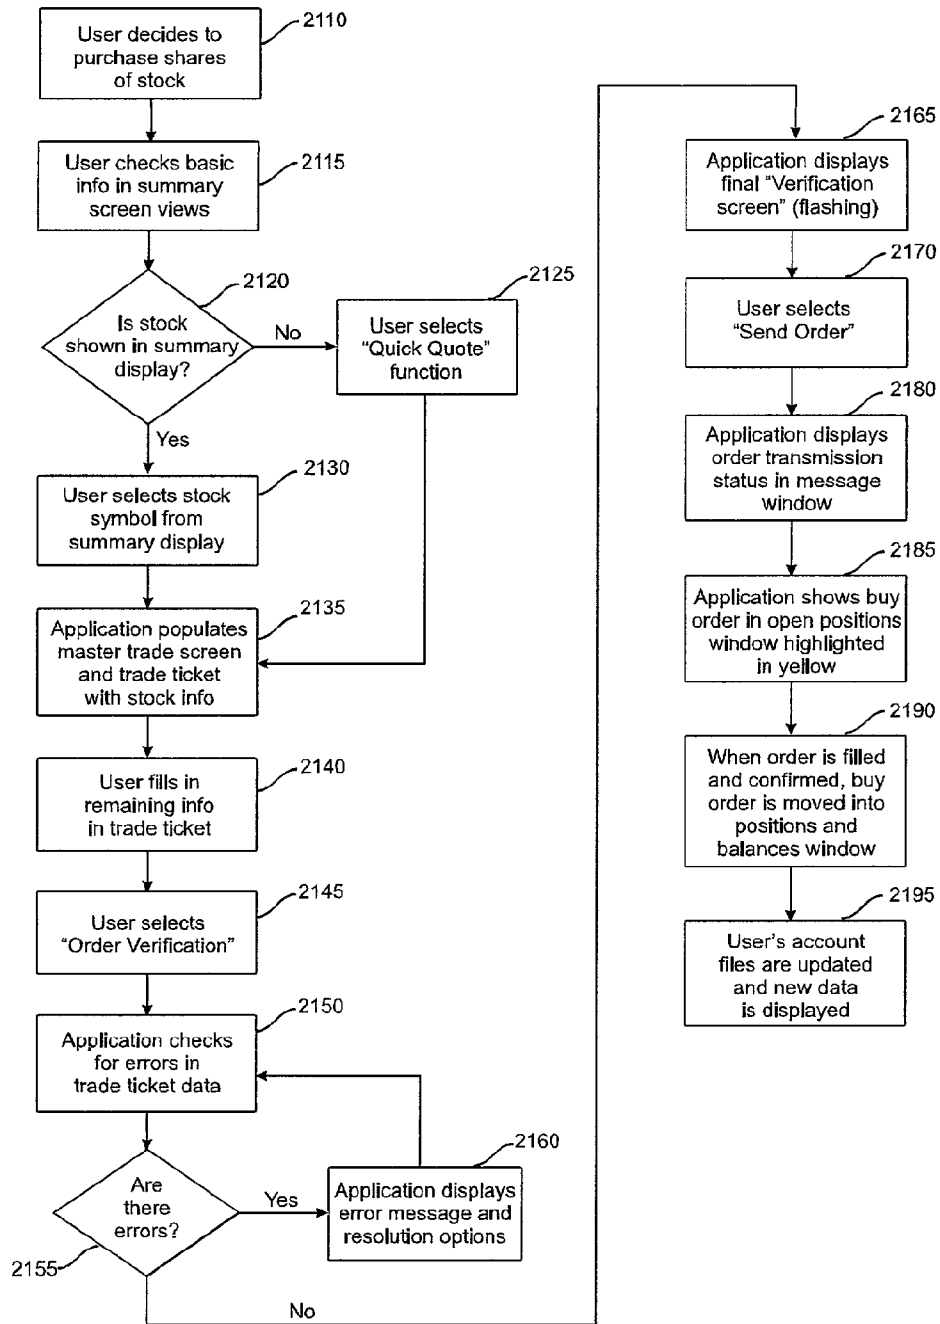 2110
User decides to
purchase shares
of stock
2115
User checks basic
info in summary
screen views
2120
Is stock
shown in summary
display?
No
Yes
2125
User selects
“Quick Quote”
function
2130
User selects stock
symbol from
summary display
2135
Application populates
master trade screen
and trade ticket
with stock info
2140
User fills in
remaining info
in trade ticket
2145
User selects
“Order Verification”
2150
Application checks
for errors in
trade ticket data
Are
there
errors?
2155
Yes
2160
Application displays
error message and
resolution options
No
2165
Application displays
final “Verification
screen” (flashing)
2170
User selects
“Send Order”
2180
Application displays
order transmission
status in message
window
2185
Application shows buy
order in open positions
window highlighted
in yellow
2190
When order is filled
and confirmed, buy
order is moved into
positions and
balances window
2195
User’s account
files are updated
and new data
is displayed